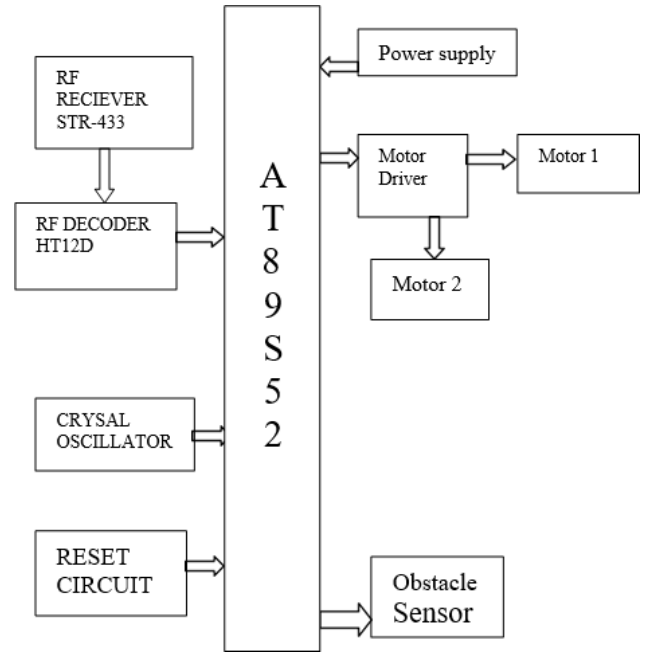 RF
RECIEVER
STR-433
RF DECODER
HT12D
CRYSAL
OSCILLATOR
RESET
CIRCUIT
A
T
8
9
S
5
2
Power supply
Motor
Driver
Motor 1
Motor 2
Obstacle
Sensor